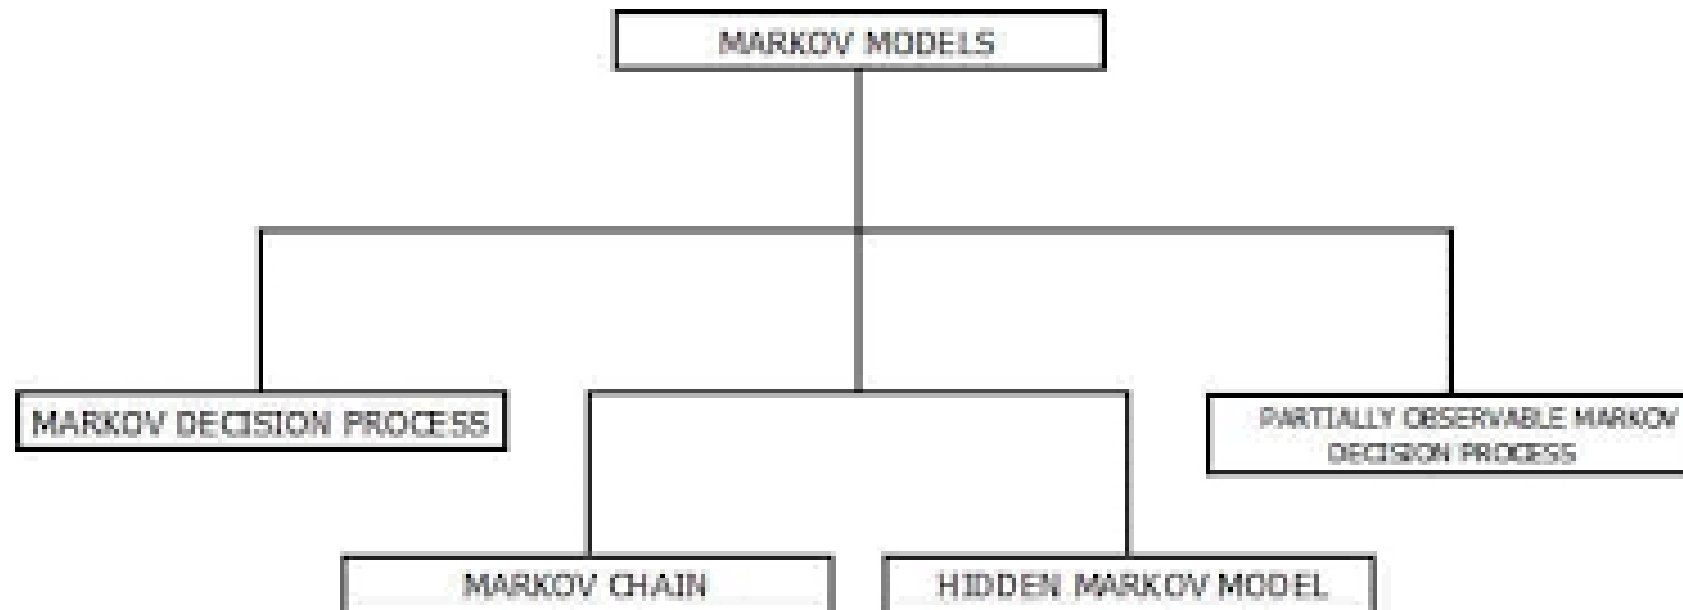 MARKOV MODELS
MARKOV DECISION PROCESS
PARTIALLY OBSERVABLE MARKOV
DECISION PROCESS
MARKOV CHAIN
HIDDEN MARKOV MODEL